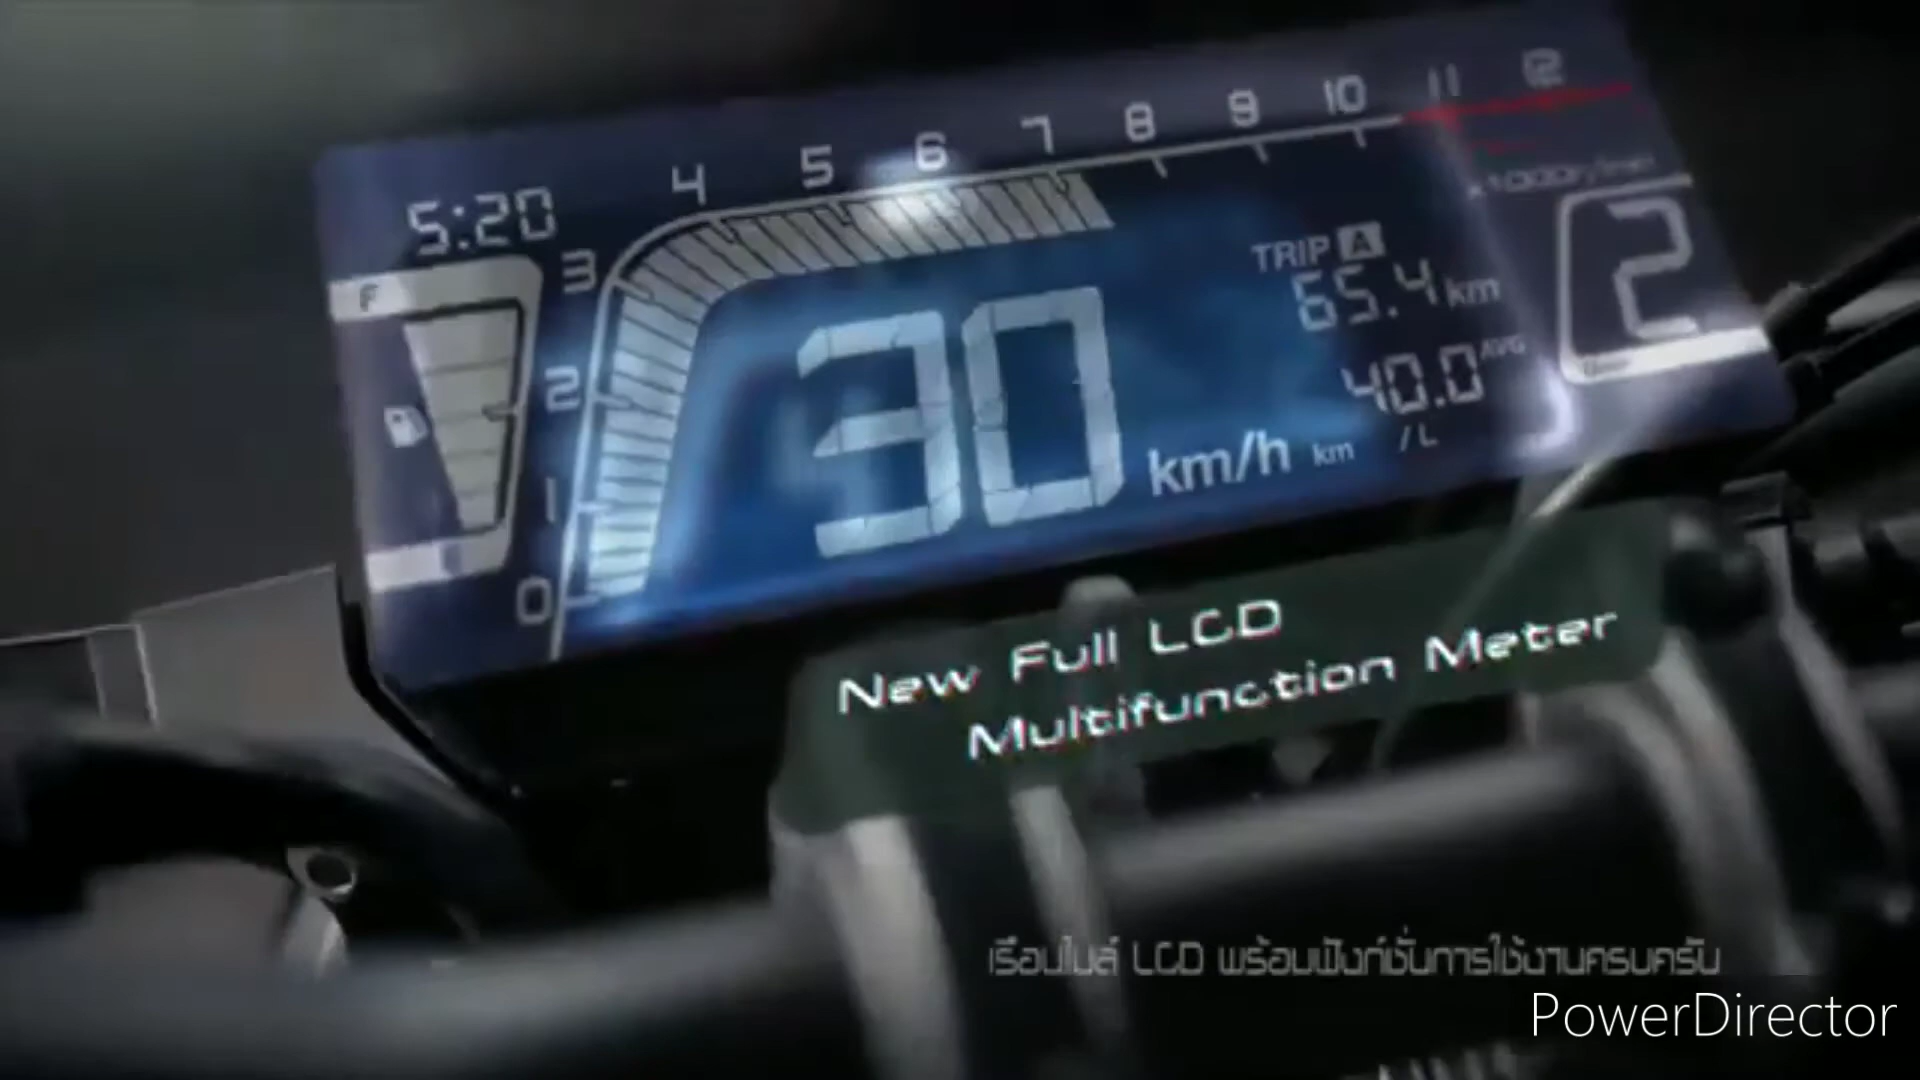 5:20
4 5 6 7 8 9 10 11 12
x1000r/min
F
3
2
1
0
30 km/h
TRIP A
65.4 km
40.0 AVG
km /L
2
New Full LCD
Multifunction Meter
เรือนไมล์ LCD พร้อมฟังก์ชั่นการใช้งานครบครัน
PowerDirector